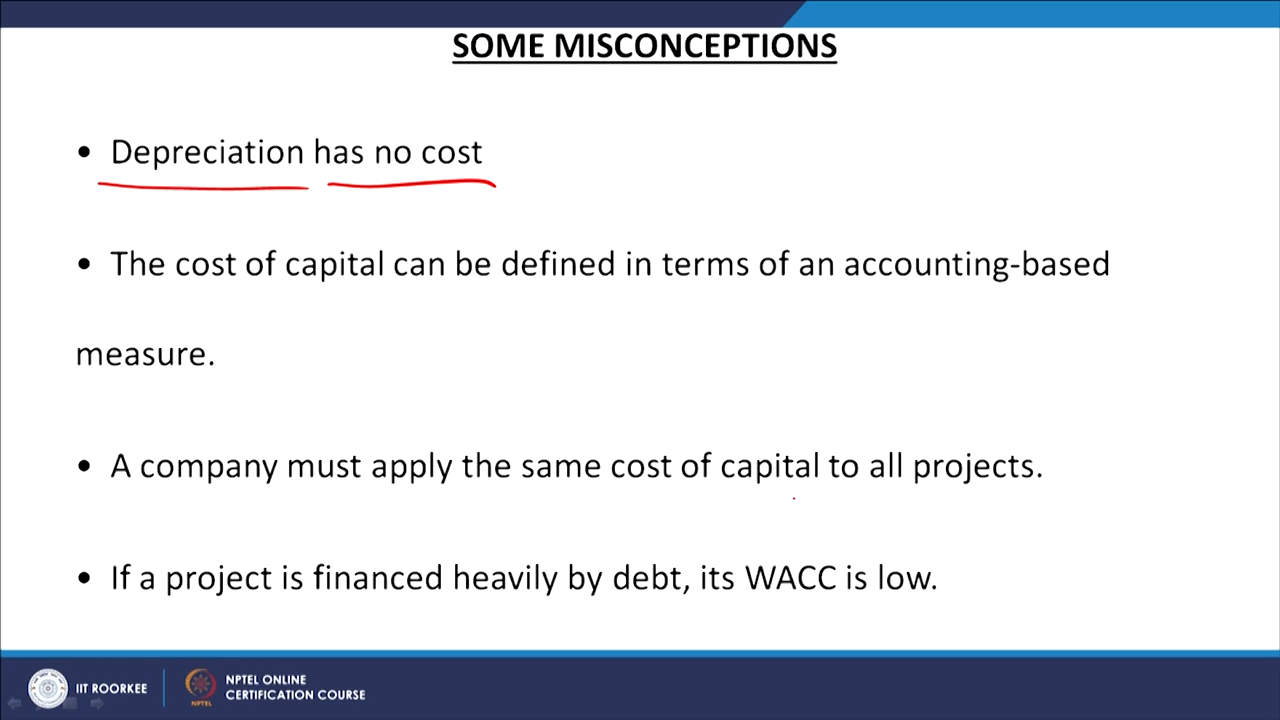 SOME MISCONCEPTIONS
• Depreciation has no cost
• The cost of capital can be defined in terms of an accounting-based
measure.
• A company must apply the same cost of capital to all projects.
• If a project is financed heavily by debt, its WACC is low.
IIT ROORKEE
NPTEL ONLINE
CERTIFICATION COURSE
NPTEL